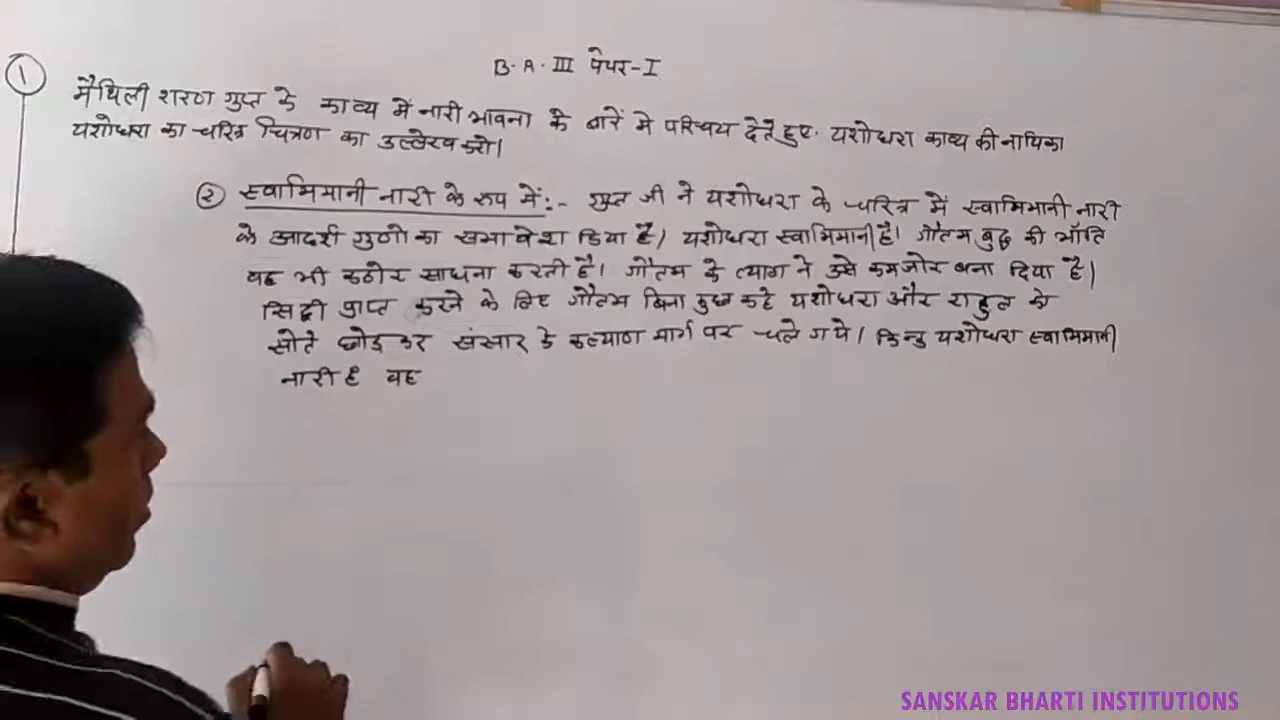 B.A.III पेपर-I
1
मैथिली शरण गुप्त के काव्य में नारी भावना के बारें में परिचय देते हुए. यशोधरा काव्य की नायिका
यशोधरा का चरित्र चित्रण का उल्लेख करो।
२ स्वाभिमानी नारी के रूप में:- गुप्त जी ने यशोधरा के चरित्र में स्वाभिमानी नारी
के आदर्श गुणो का समावेश किया है। यशोधरा स्वाभिमानी है। गौतम बुद्ध की भाँति
वह भी कठोर साधना करती है। गौतम के त्याग ने उसे कमजोर बना दिया है।
सिद्धी प्राप्त करने के लिए गौतम बिना कुछ कहे यशोधरा और राहुल को
सोते छोड़कर संसार के कल्याण मार्ग पर चले गये। किन्तु यशोधरा स्वाभिमानी
नारी है वह
SANSKAR BHARTI INSTITUTIONS